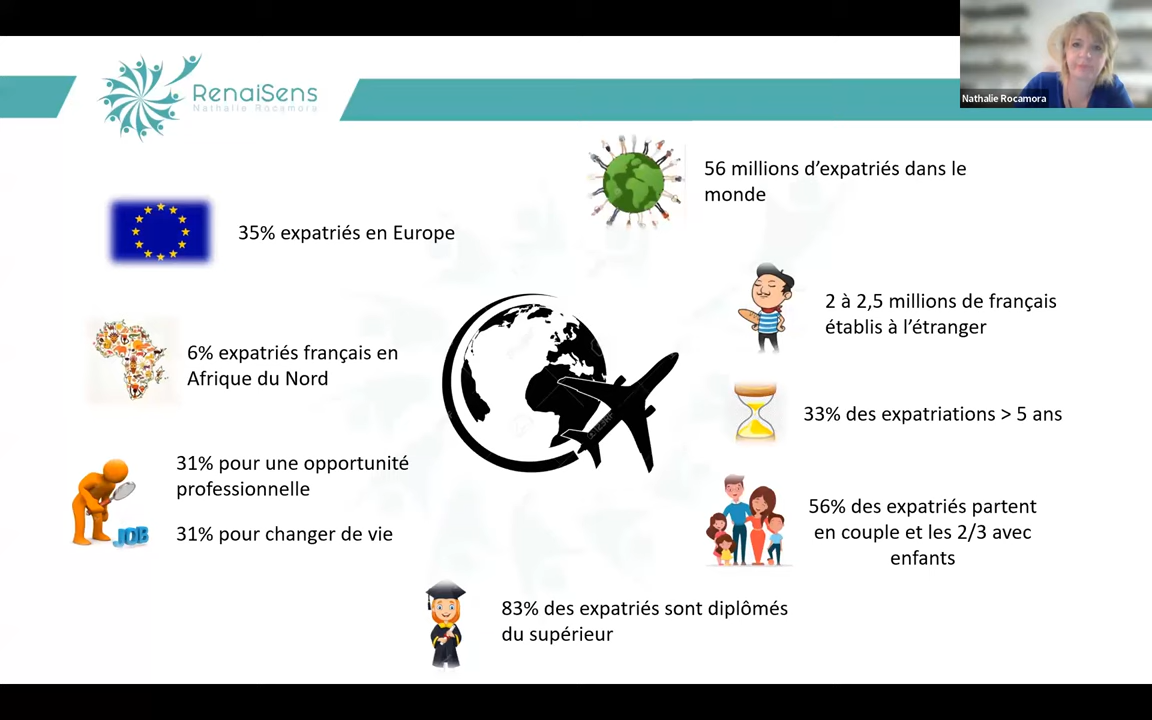 RenaiSens
Nathalie Rocamora
Nathalie Rocamora
56 millions d’expatriés dans le
monde
35% expatriés en Europe
2 à 2,5 millions de français
établis à l’étranger
6% expatriés français en
Afrique du Nord
33% des expatriations > 5 ans
31% pour une opportunité
professionnelle
31% pour changer de vie
JOB
56% des expatriés partent
en couple et les 2/3 avec
enfants
83% des expatriés sont diplômés
du supérieur